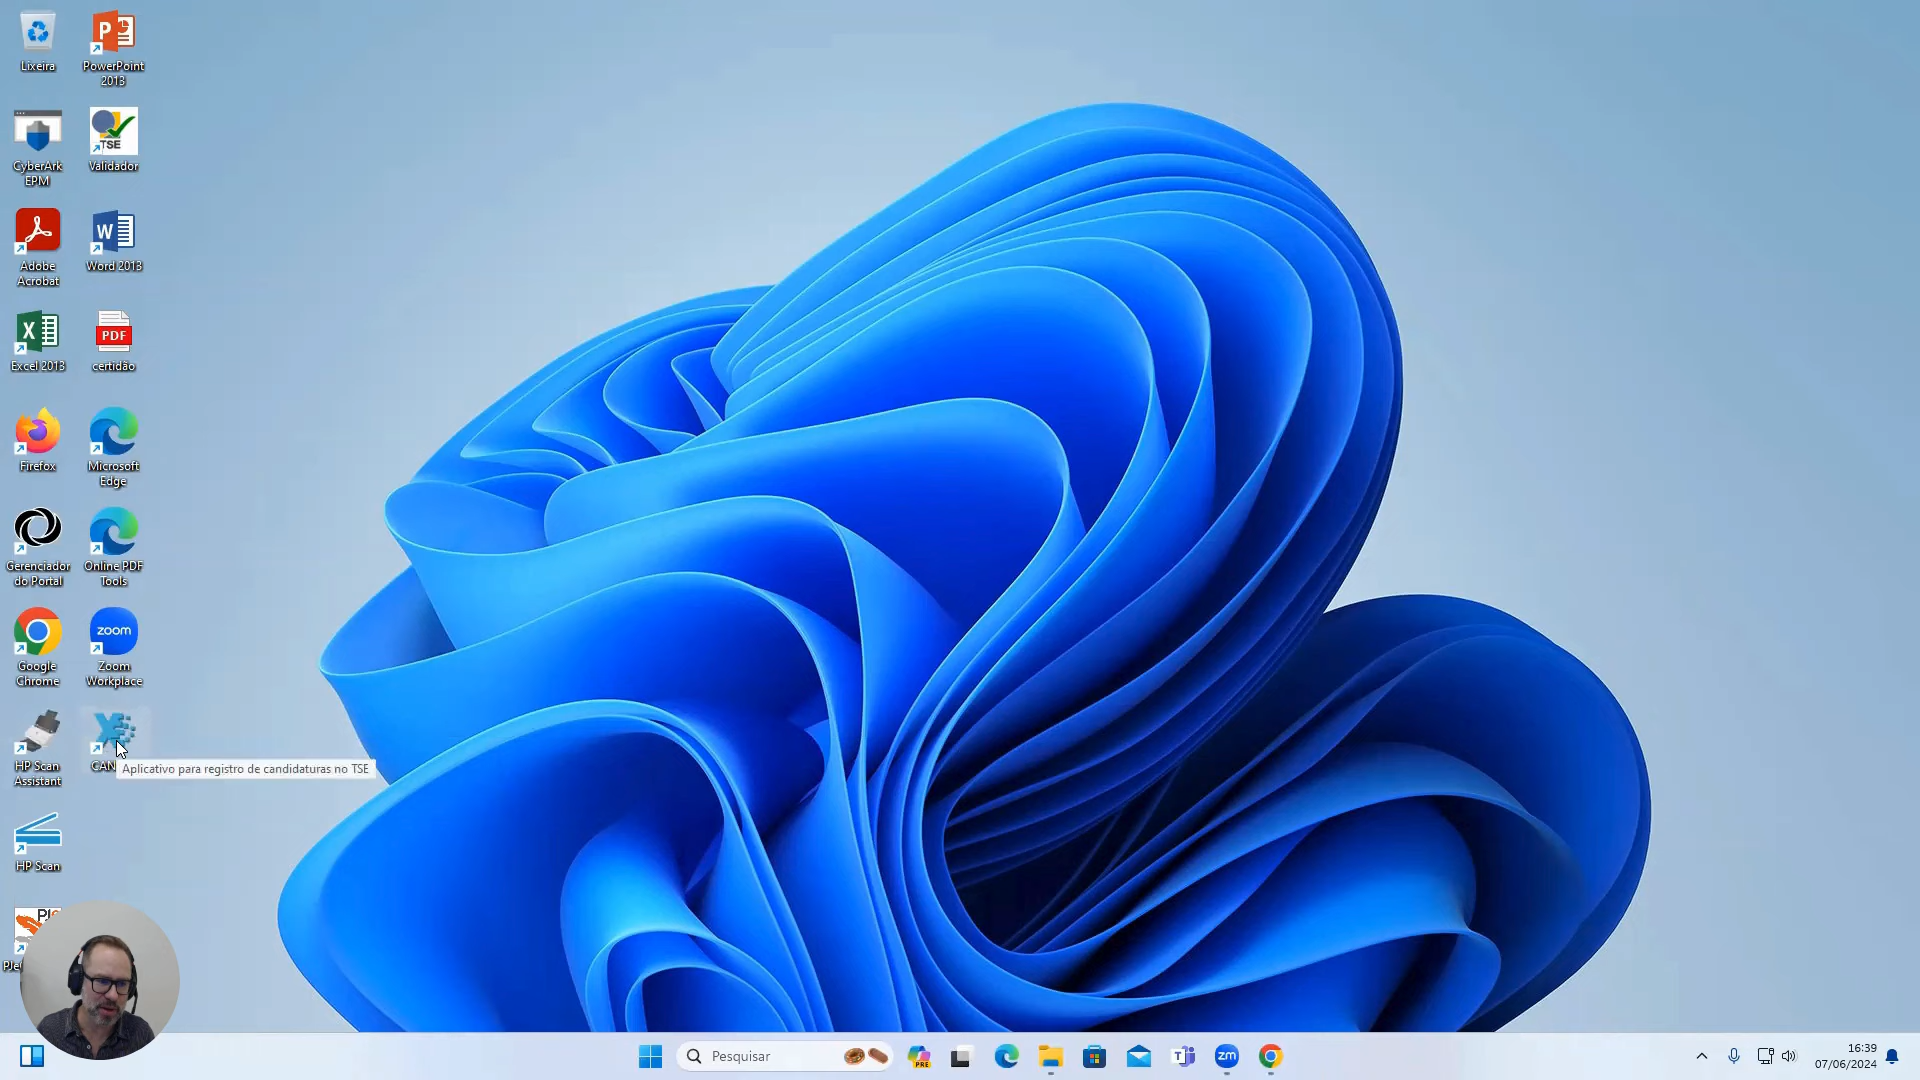 Lixeira
PowerPoint
2013
CyberArk
EPM
TSE
Validador
Adobe
Acrobat
W
Word 2013
X
Excel 2013
PDF
certidão
Firefox
Microsoft
Edge
Gerenciador
do Portal
Online PDF
Tools
Google
Chrome
zoom
Zoom
Workplace
HP Scan
Assistant
Aplicativo para registro de candidaturas no TSE
HP Scan
Pesquisar
PRE
zm
16:39
07/06/2024